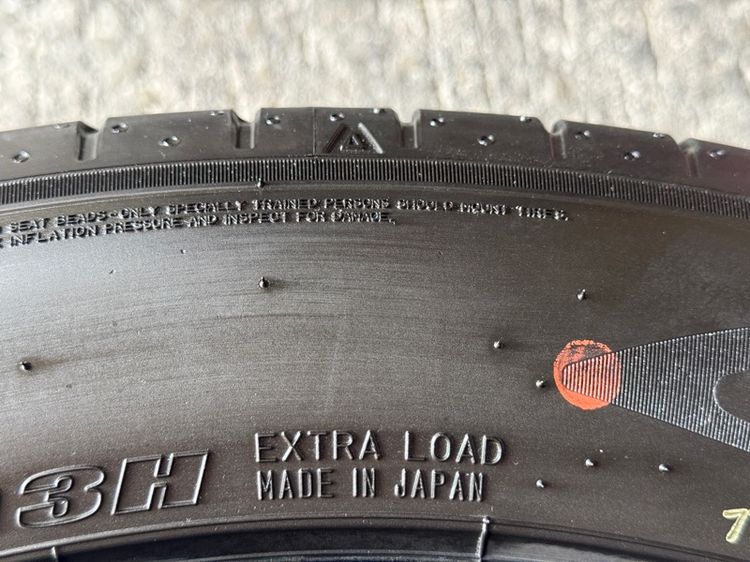 SEAT BEADS-ONLY SPECIALLY TRAINED PERSONS SHOULD MOUNT TIRES.
INFLATION PRESSURE AND INSPECT FOR DAMAGE.
EXTRA LOAD
3H
MADE IN JAPAN